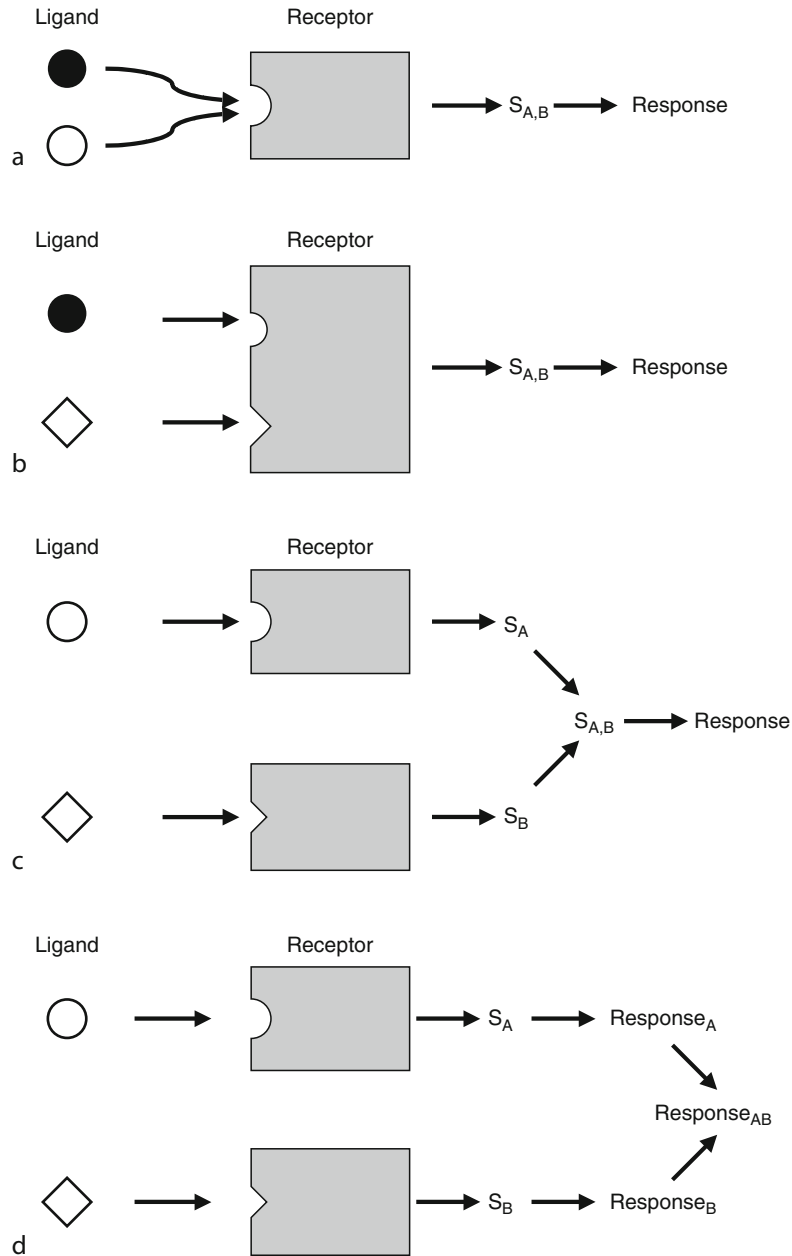 Ligand Receptor
S_A,B Response
a
Ligand Receptor
S_A,B Response
b
Ligand Receptor
S_A
S_A,B Response
S_B
c
Ligand Receptor
S_A Response_A
Response_AB
S_B Response_B
d